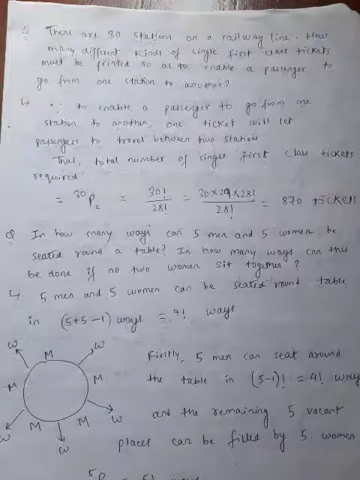 Q There are 30 stations on a railway line. How
many different kinds of single first class tickets
must be printed so as to enable a passenger to
go from one station to another?
↳ ∵ to enable a passenger to go from one
station to another, one ticket will let
passengers to travel between two station
Thus, total number of single first class tickets
required
= ³⁰P₂ = 30!/28! = 30×29×28!/28! = 870 tickets
Q In how many ways can 5 men and 5 women be
seated round a table? In how many ways can this
be done if no two women sit together?
↳ 5 men and 5 women can be seated round table
in (5+5-1) ways = 9! ways
W M W
M M
W M M W
W
Firstly, 5 men can seat around
the table in (5-1)! = 4! ways
and the remaining 5 vacant
places can be filled by 5 women
⁵P = 5! ways